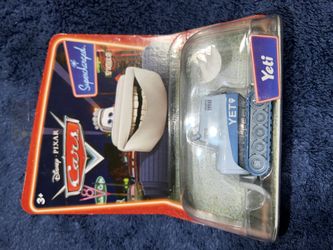 Supercharged
Disney PIXAR
Cars
3+
Yeti
YETI